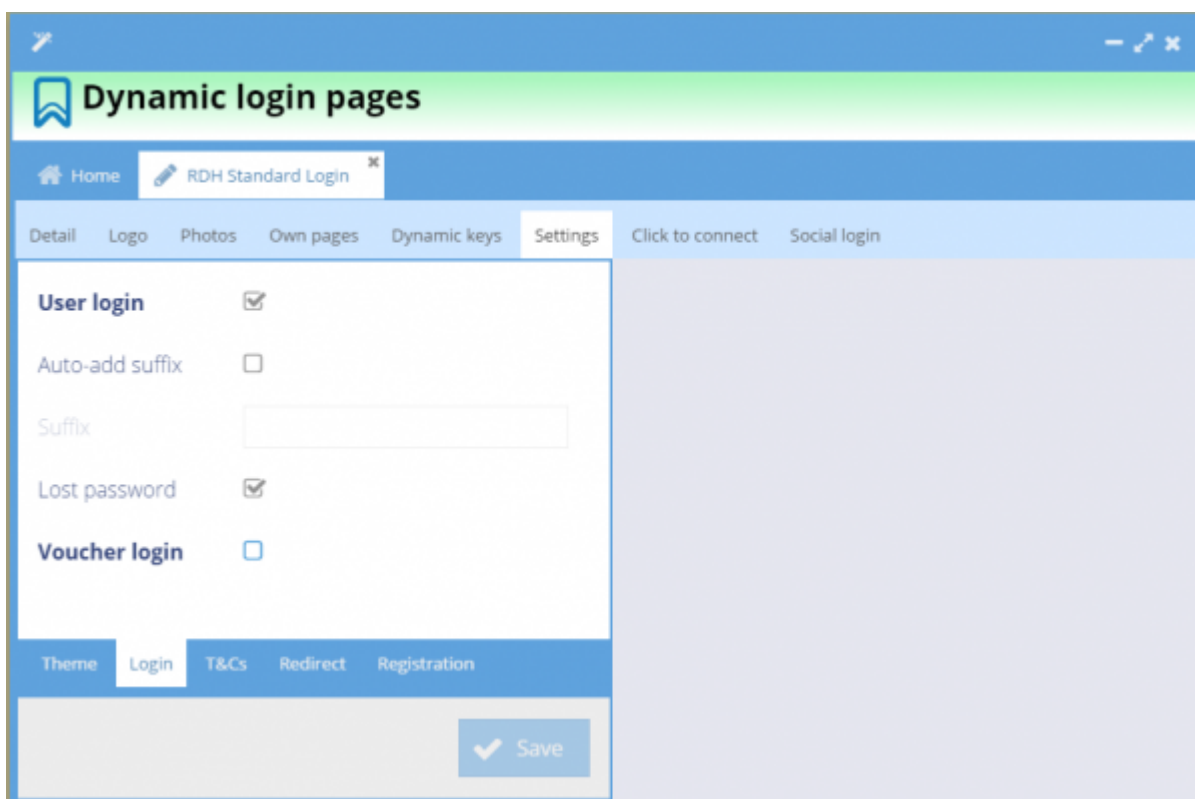 Dynamic login pages
Home RDH Standard Login
Detail Logo Photos Own pages Dynamic keys Settings Click to connect Social login
User login
Auto-add suffix
Suffix
Lost password
Voucher login
Theme Login T&Cs Redirect Registration
Save